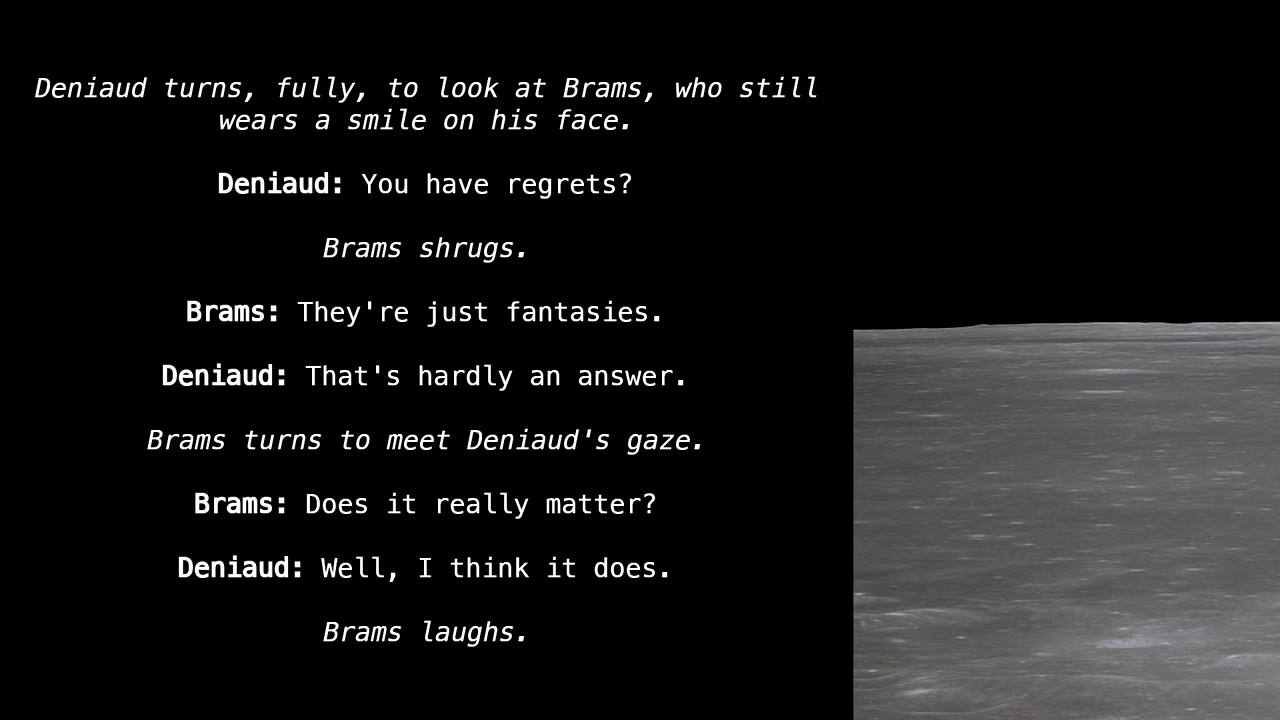 Deniaud turns, fully, to look at Brams, who still
wears a smile on his face.
Deniaud: You have regrets?
Brams shrugs.
Brams: They're just fantasies.
Deniaud: That's hardly an answer.
Brams turns to meet Deniaud's gaze.
Brams: Does it really matter?
Deniaud: Well, I think it does.
Brams laughs.